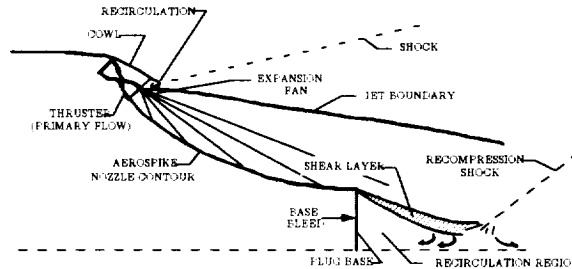 RECIRCULATION
COWL
SHOCK
EXPANSION
FAN
JET BOUNDARY
THRUSTER
(PRIMARY FLOW)
RECOMPRESSION
SHOCK
SHEAR LAYER
AEROSPIKE
NOZZLE CONTOUR
BASE
BLEED
PLUG BASE
RECIRCULATION REGIO